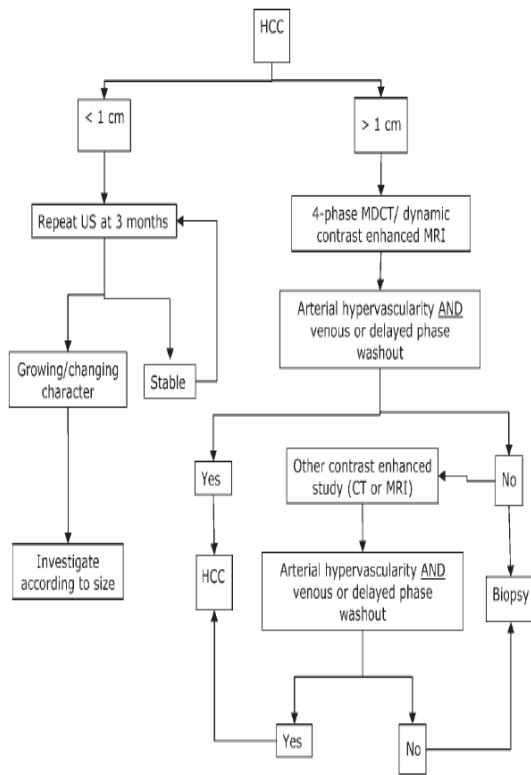 HCC
< 1 cm
> 1 cm
Repeat US at 3 months
4-phase MDCT/ dynamic
contrast enhanced MRI
Arterial hypervascularity AND
venous or delayed phase
washout
Growing/changing
character
Stable
Yes
Other contrast enhanced
study (CT or MRI)
No
Investigate
according to size
HCC
Arterial hypervascularity AND
venous or delayed phase
washout
Biopsy
Yes
No